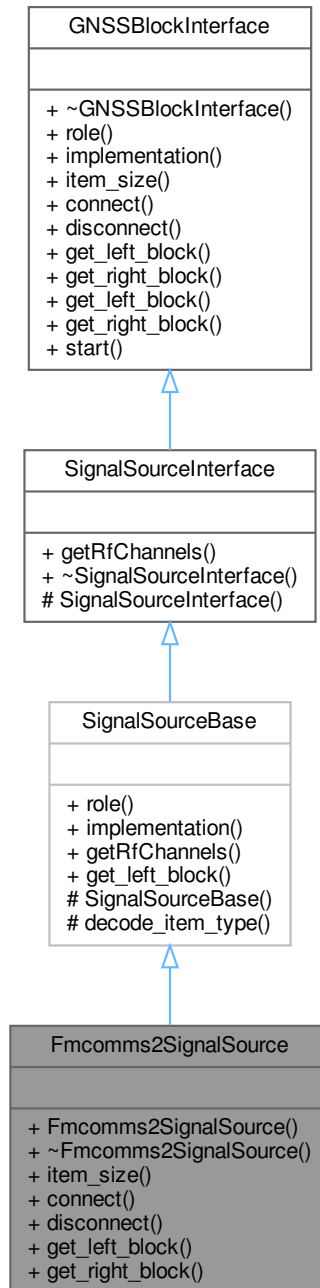 GNSSBlockInterface
+ ~GNSSBlockInterface()
+ role()
+ implementation()
+ item_size()
+ connect()
+ disconnect()
+ get_left_block()
+ get_right_block()
+ get_left_block()
+ get_right_block()
+ start()
SignalSourceInterface
+ getRfChannels()
+ ~SignalSourceInterface()
# SignalSourceInterface()
SignalSourceBase
+ role()
+ implementation()
+ getRfChannels()
+ get_left_block()
# SignalSourceBase()
# decode_item_type()
Fmcomms2SignalSource
+ Fmcomms2SignalSource()
+ ~Fmcomms2SignalSource()
+ item_size()
+ connect()
+ disconnect()
+ get_left_block()
+ get_right_block()